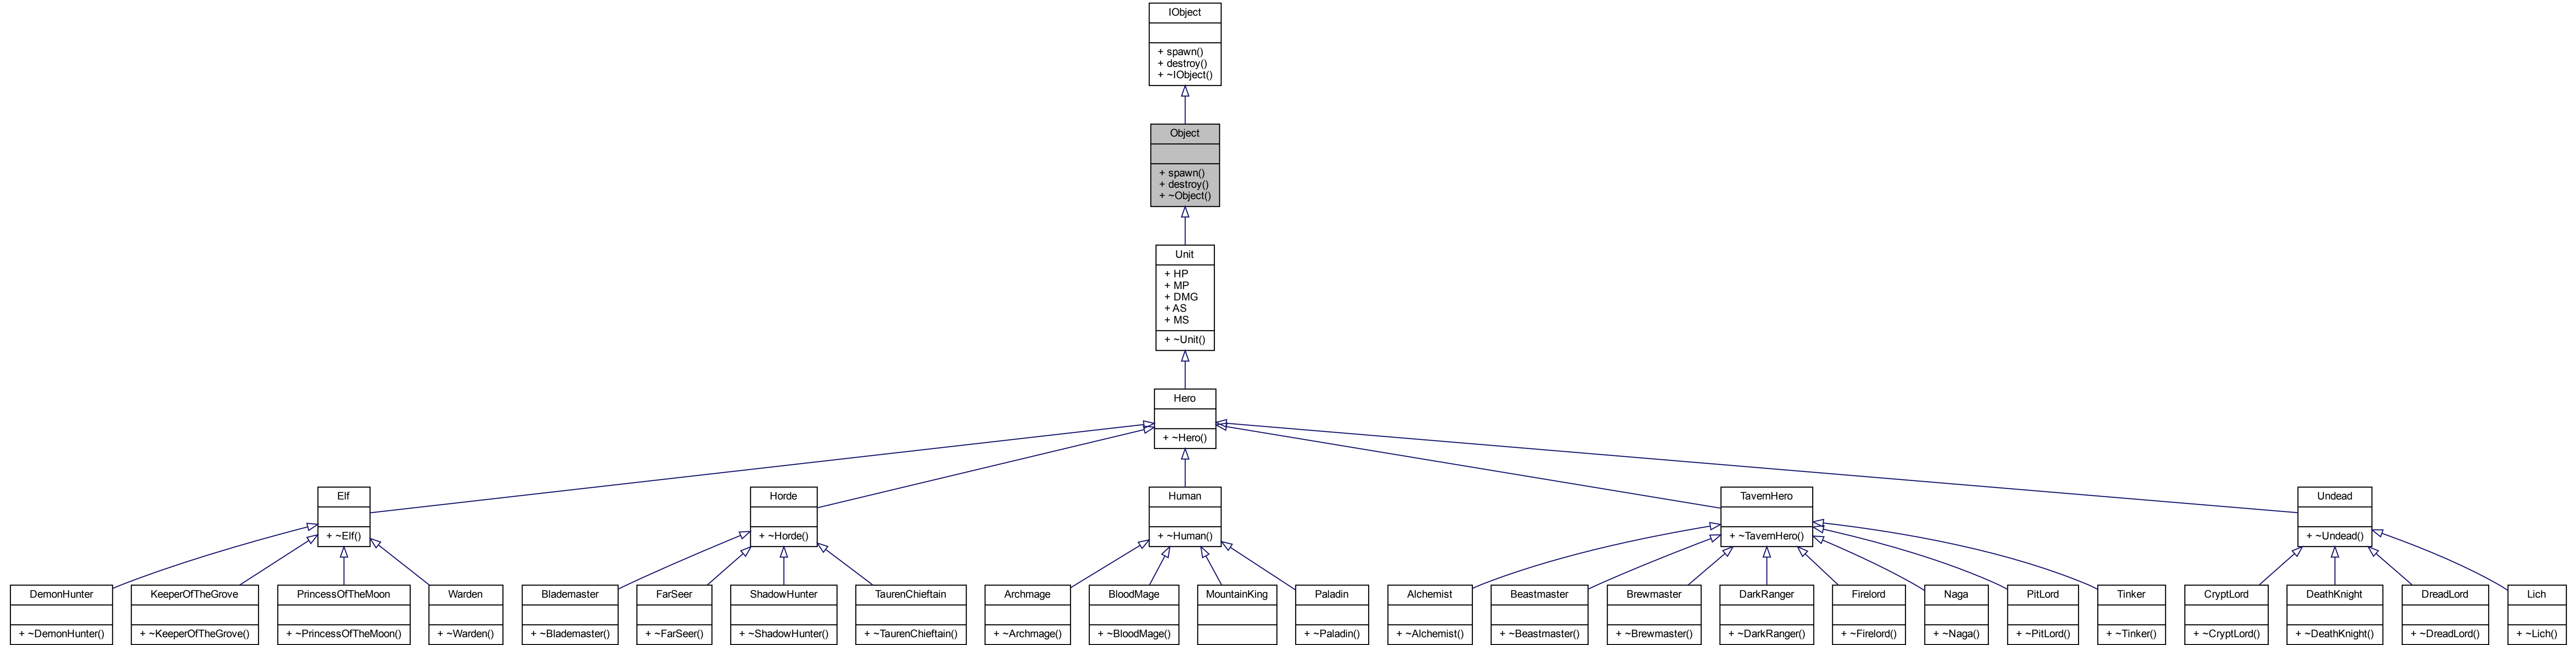 IObject
+ spawn()
+ destroy()
+ ~IObject()
Object
+ spawn()
+ destroy()
+ ~Object()
Unit
+ HP
+ MP
+ DMG
+ AS
+ MS
+ ~Unit()
Hero
+ ~Hero()
Elf
+ ~Elf()
Horde
+ ~Horde()
Human
+ ~Human()
TavernHero
+ ~TavernHero()
Undead
+ ~Undead()
DemonHunter
+ ~DemonHunter()
KeeperOfTheGrove
+ ~KeeperOfTheGrove()
PrincessOfTheMoon
+ ~PrincessOfTheMoon()
Warden
+ ~Warden()
Blademaster
+ ~Blademaster()
FarSeer
+ ~FarSeer()
ShadowHunter
+ ~ShadowHunter()
TaurenChieftain
+ ~TaurenChieftain()
Archmage
+ ~Archmage()
BloodMage
+ ~BloodMage()
MountainKing
Paladin
+ ~Paladin()
Alchemist
+ ~Alchemist()
Beastmaster
+ ~Beastmaster()
Brewmaster
+ ~Brewmaster()
DarkRanger
+ ~DarkRanger()
Firelord
+ ~Firelord()
Naga
+ ~Naga()
PitLord
+ ~PitLord()
Tinker
+ ~Tinker()
CryptLord
+ ~CryptLord()
DeathKnight
+ ~DeathKnight()
DreadLord
+ ~DreadLord()
Lich
+ ~Lich()